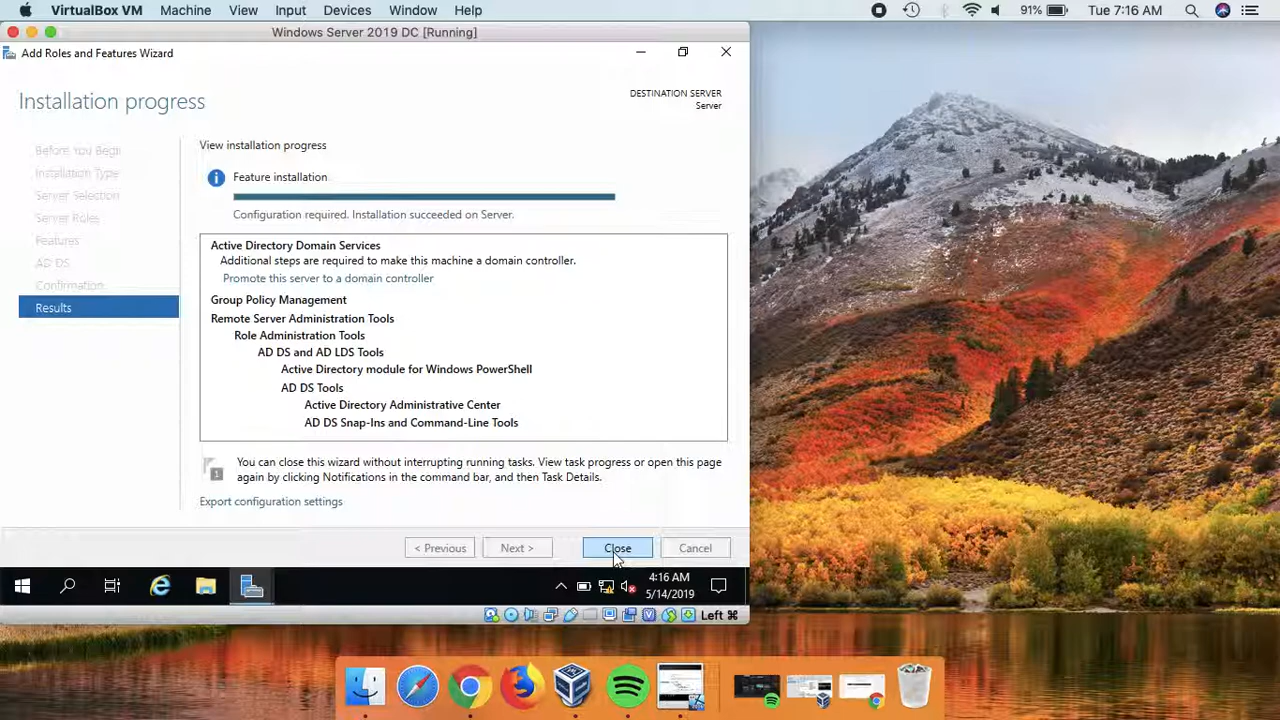 VirtualBox VM Machine View Input Devices Window Help 91% Tue 7:16 AM
Windows Server 2019 DC [Running]
Add Roles and Features Wizard
Installation progress
DESTINATION SERVER
Server
Before You Begin
Installation Type
Server Selection
Server Roles
Features
AD DS
Confirmation
Results
View installation progress
Feature installation
Configuration required. Installation succeeded on Server.
Active Directory Domain Services
Additional steps are required to make this machine a domain controller.
Promote this server to a domain controller
Group Policy Management
Remote Server Administration Tools
Role Administration Tools
AD DS and AD LDS Tools
Active Directory module for Windows PowerShell
AD DS Tools
Active Directory Administrative Center
AD DS Snap-Ins and Command-Line Tools
1
You can close this wizard without interrupting running tasks. View task progress or open this
page again by clicking Notifications in the command bar, and then Task Details.
Export configuration settings
< Previous Next > Close Cancel
4:16 AM
5/14/2019
Left ⌘